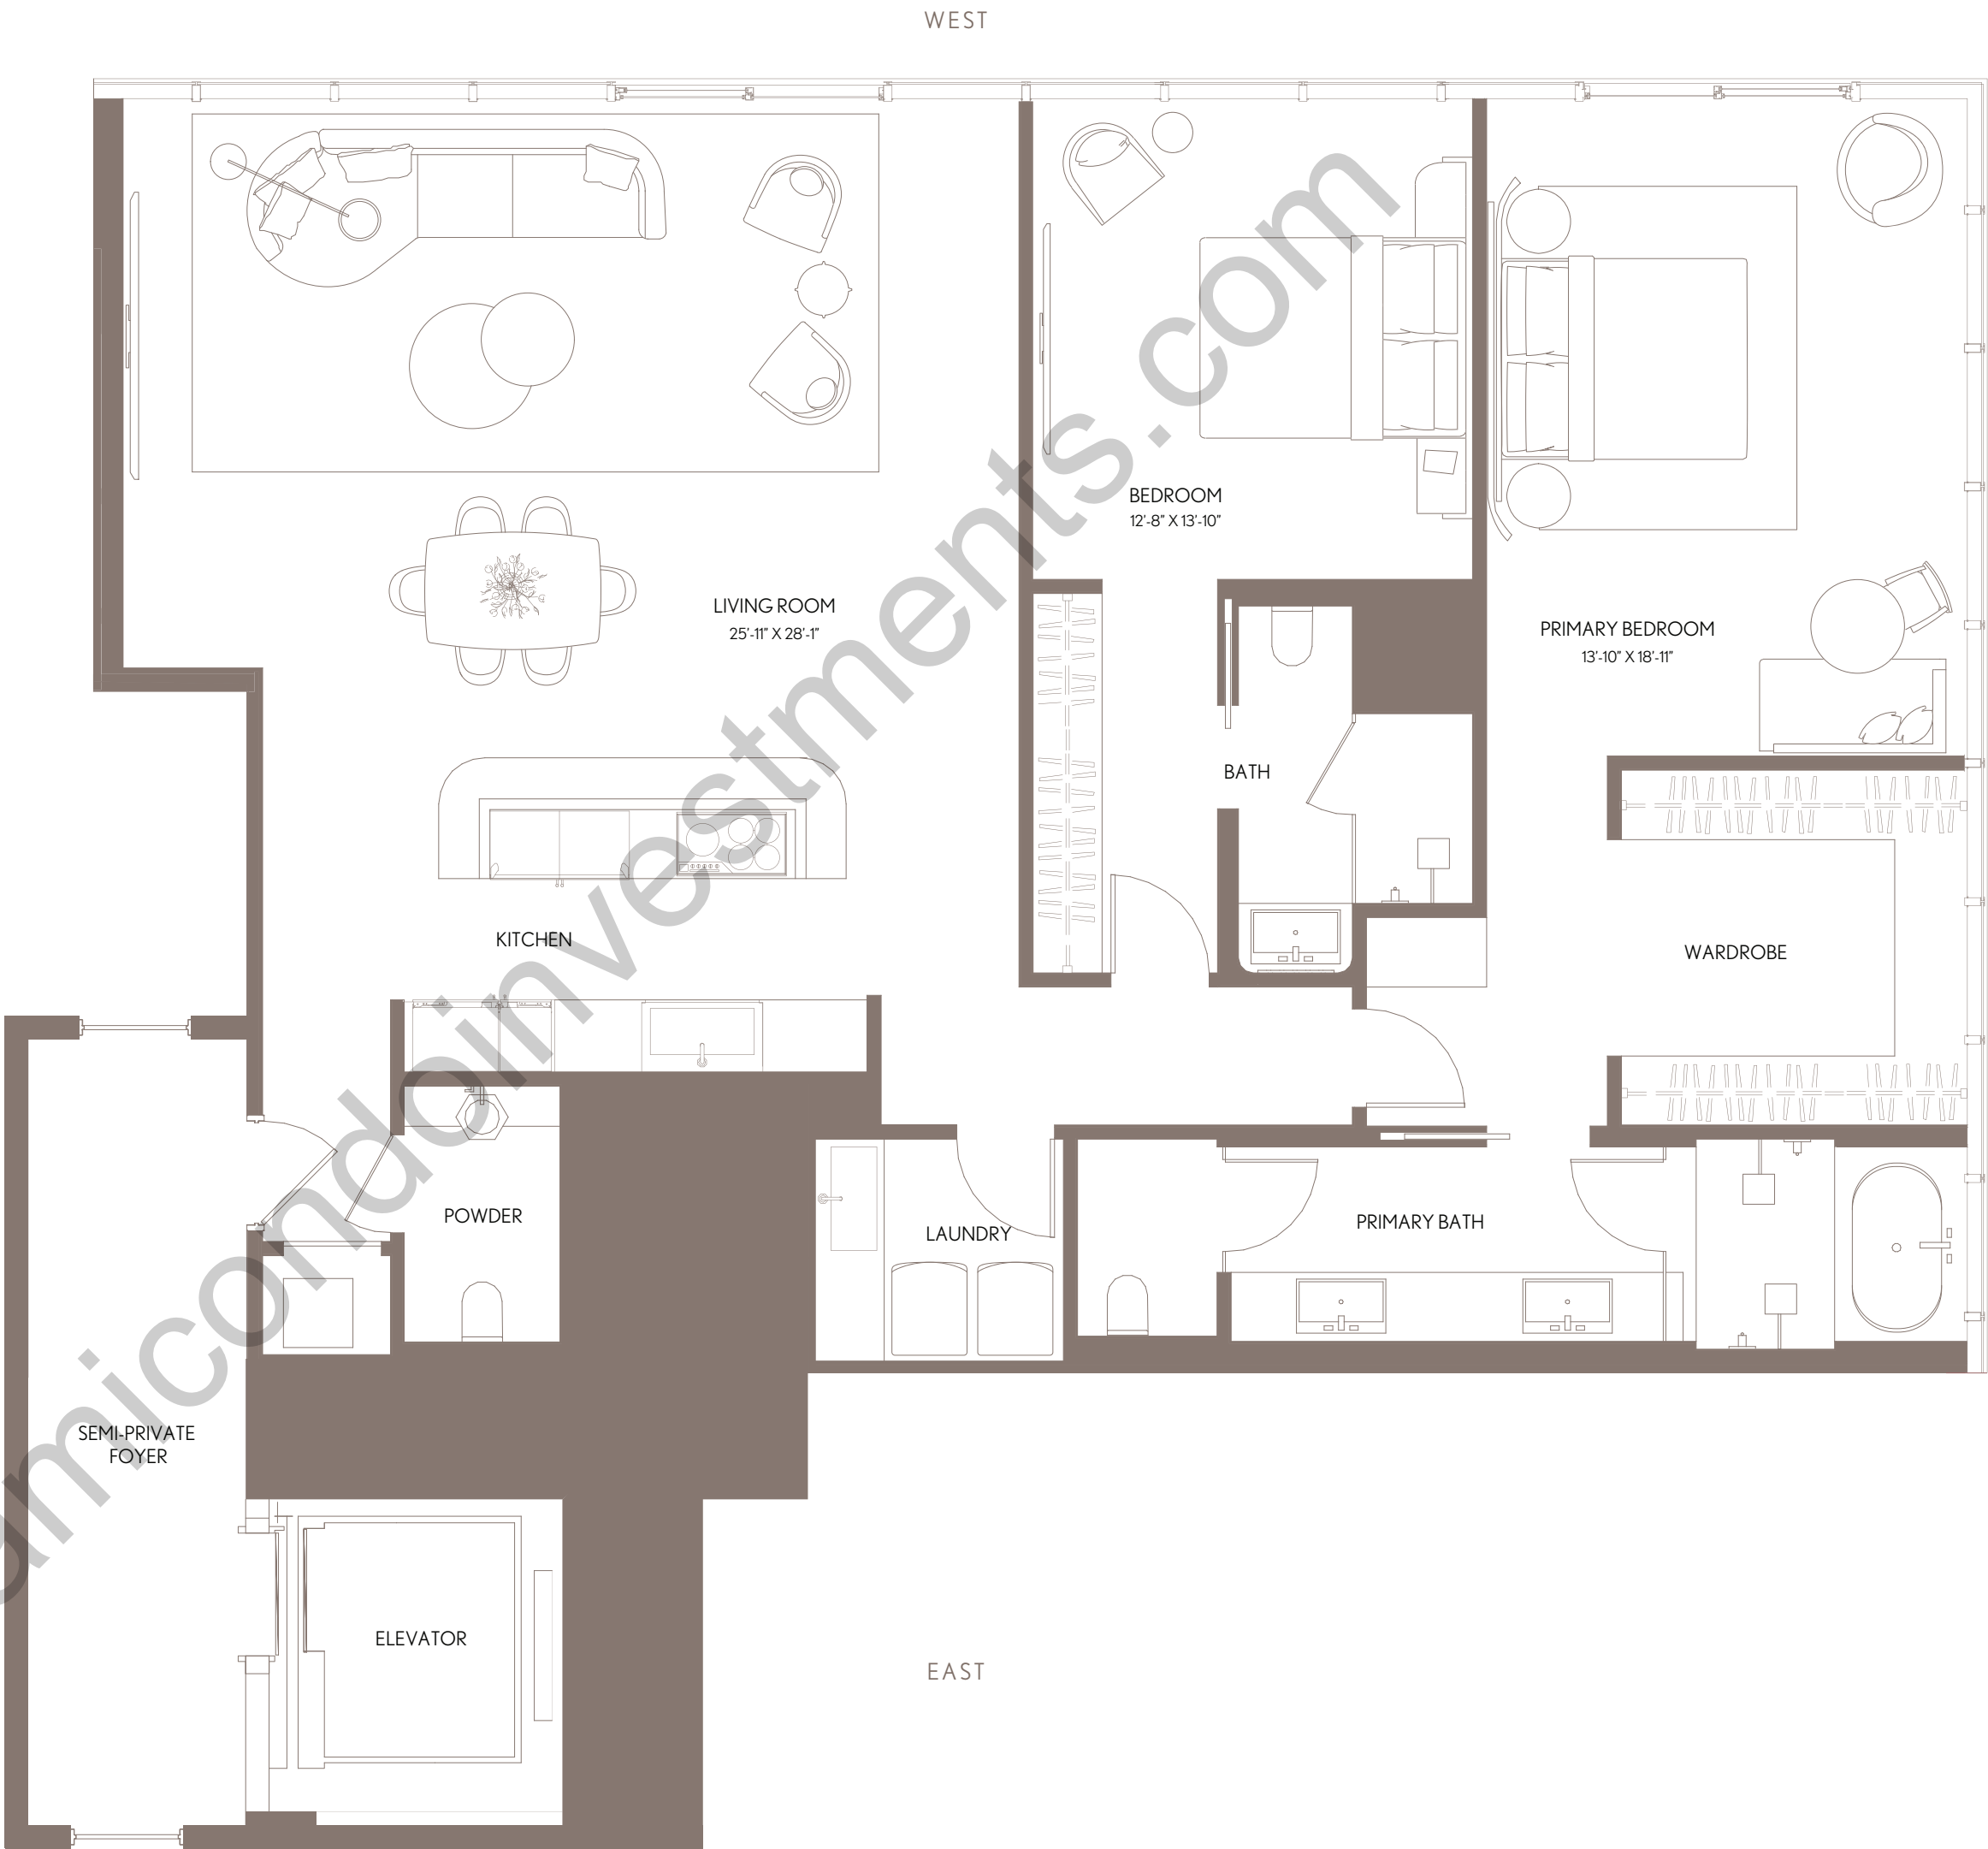 WEST
BEDROOM
12'-8" X 13'-10"
LIVING ROOM
25'-11" X 28'-1"
PRIMARY BEDROOM
13'-10" X 18'-11"
BATH
KITCHEN
WARDROBE
POWDER
LAUNDRY
PRIMARY BATH
SEMI-PRIVATE
FOYER
ELEVATOR
EAST
amicondoinvestments.com